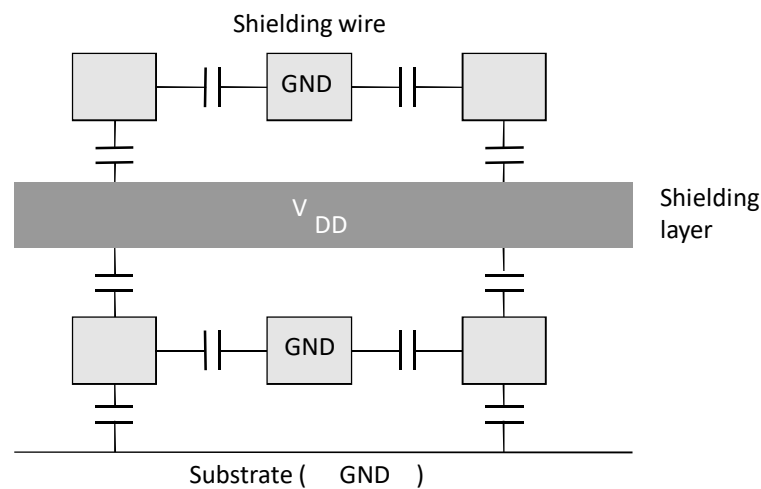 Shielding wire
GND
V
DD
Shielding
layer
GND
Substrate ( GND )